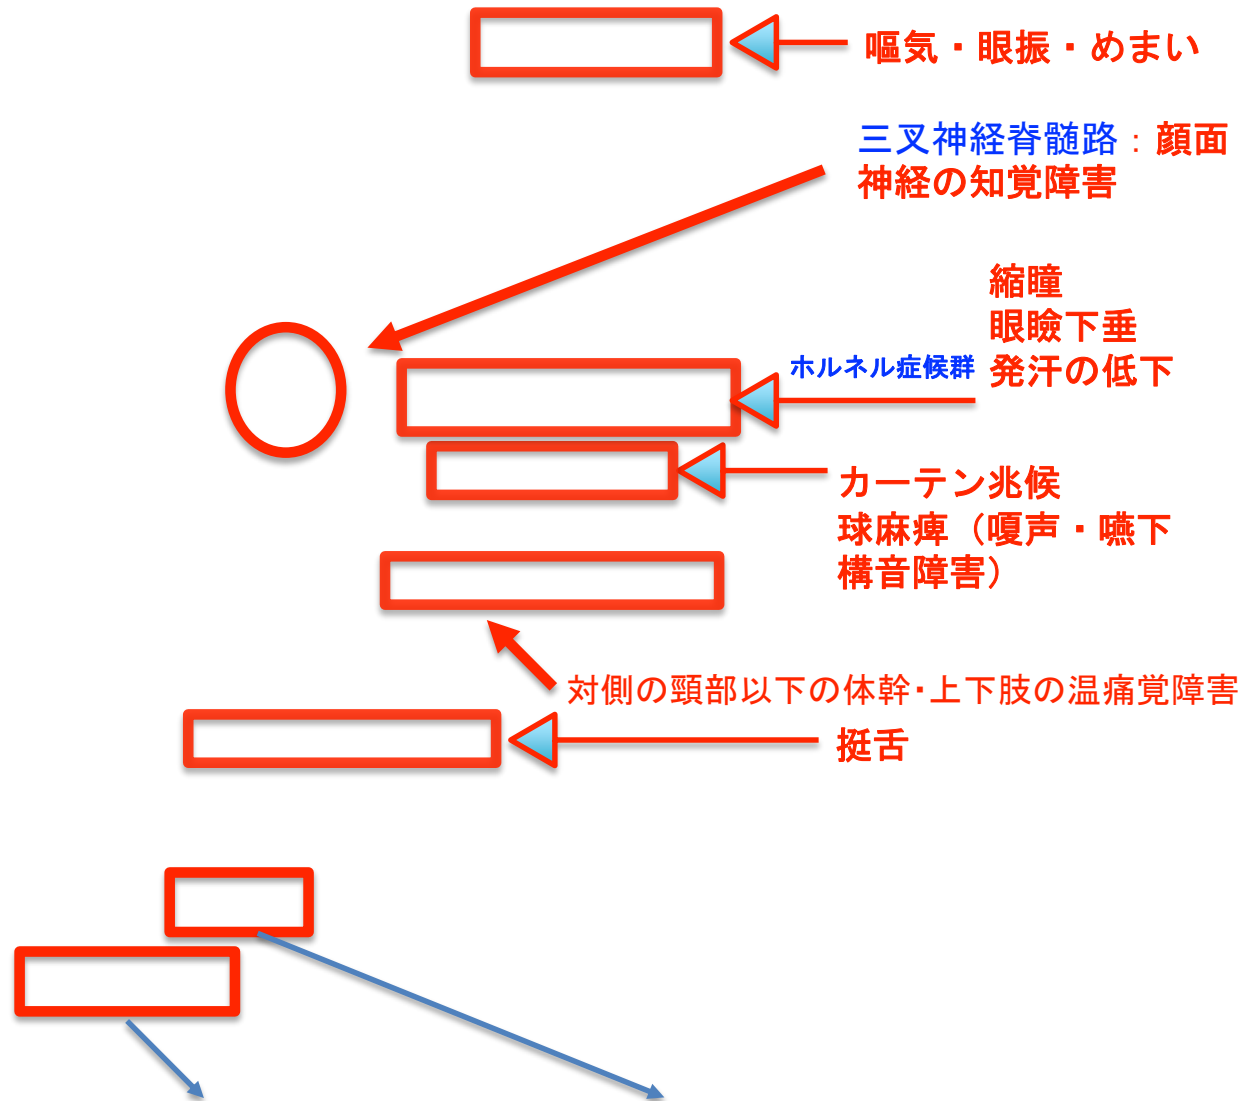 嘔気・眼振・めまい
三叉神経脊髄路：顔面
神経の知覚障害
縮瞳
眼瞼下垂
発汗の低下
ホルネル症候群
カーテン兆候
球麻痺（嗄声・嚥下
構音障害）
対側の頸部以下の体幹・上下肢の温痛覚障害
挺舌